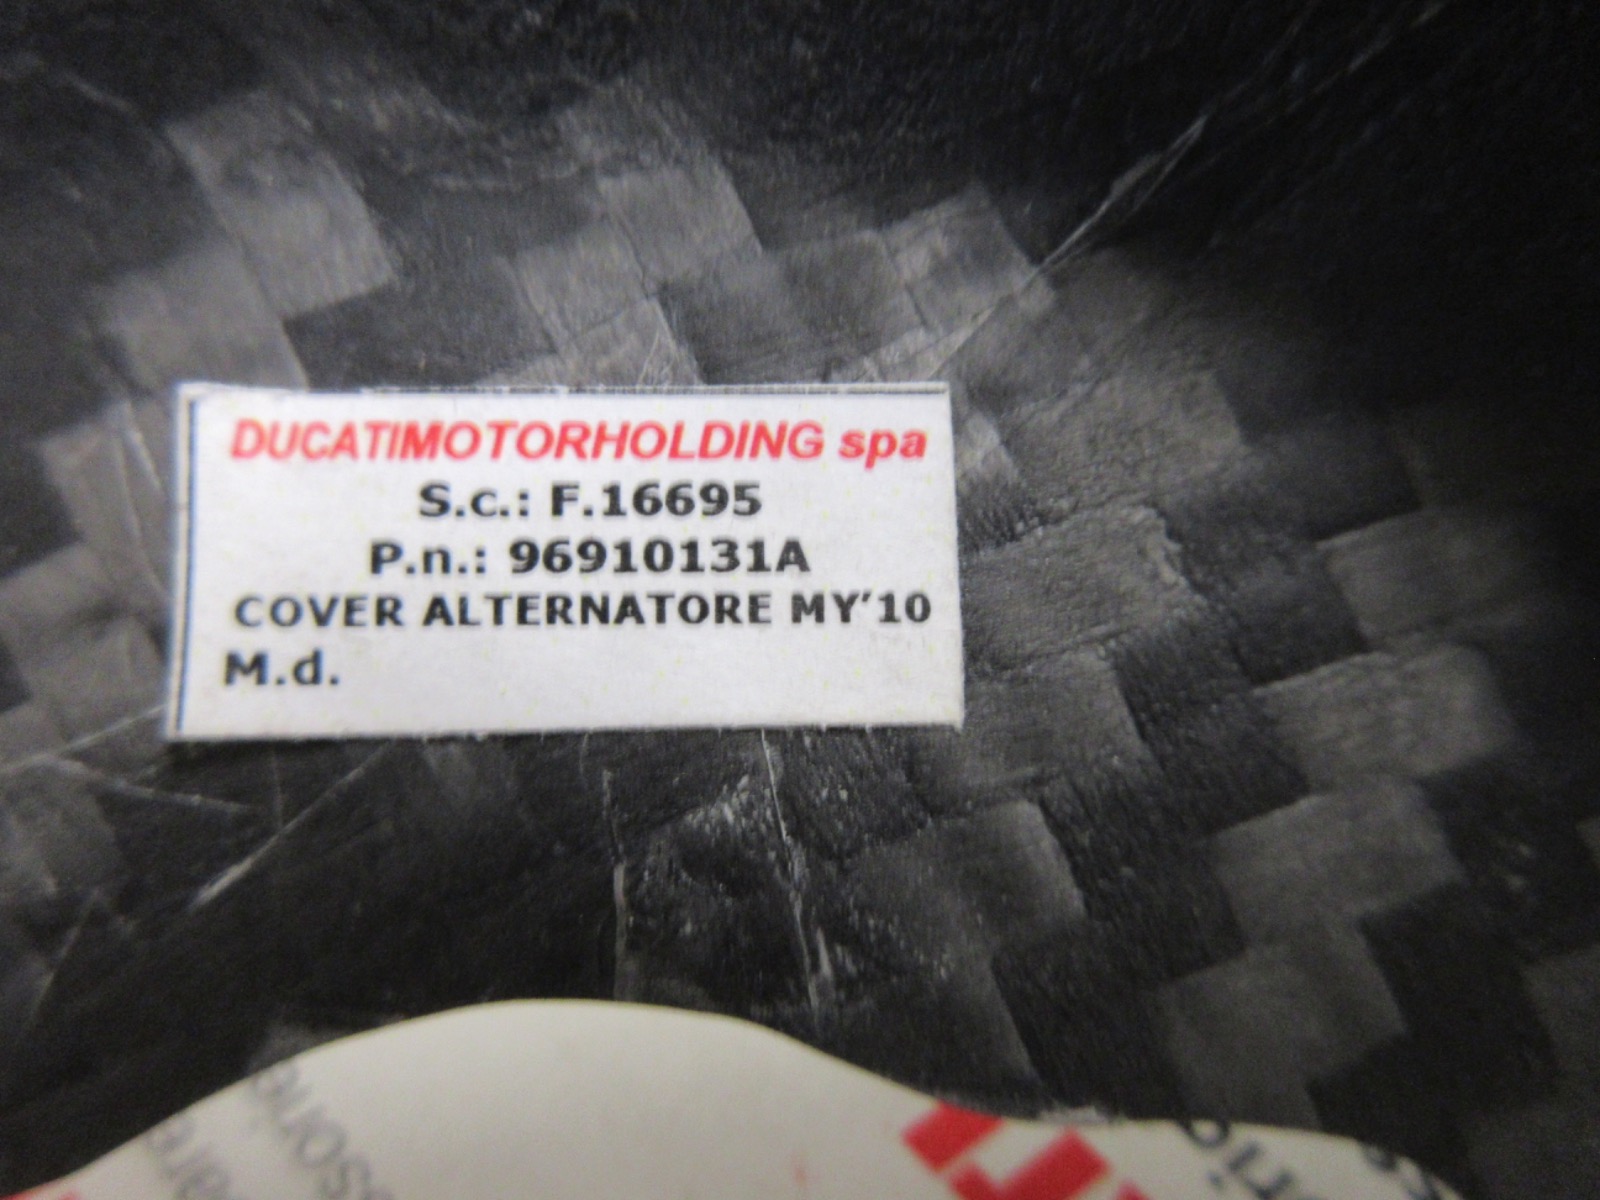 DUCATIMOTORHOLDING spa
S.c.: F.16695
P.n.: 96910131A
COVER ALTERNATORE MY'10
M.d.